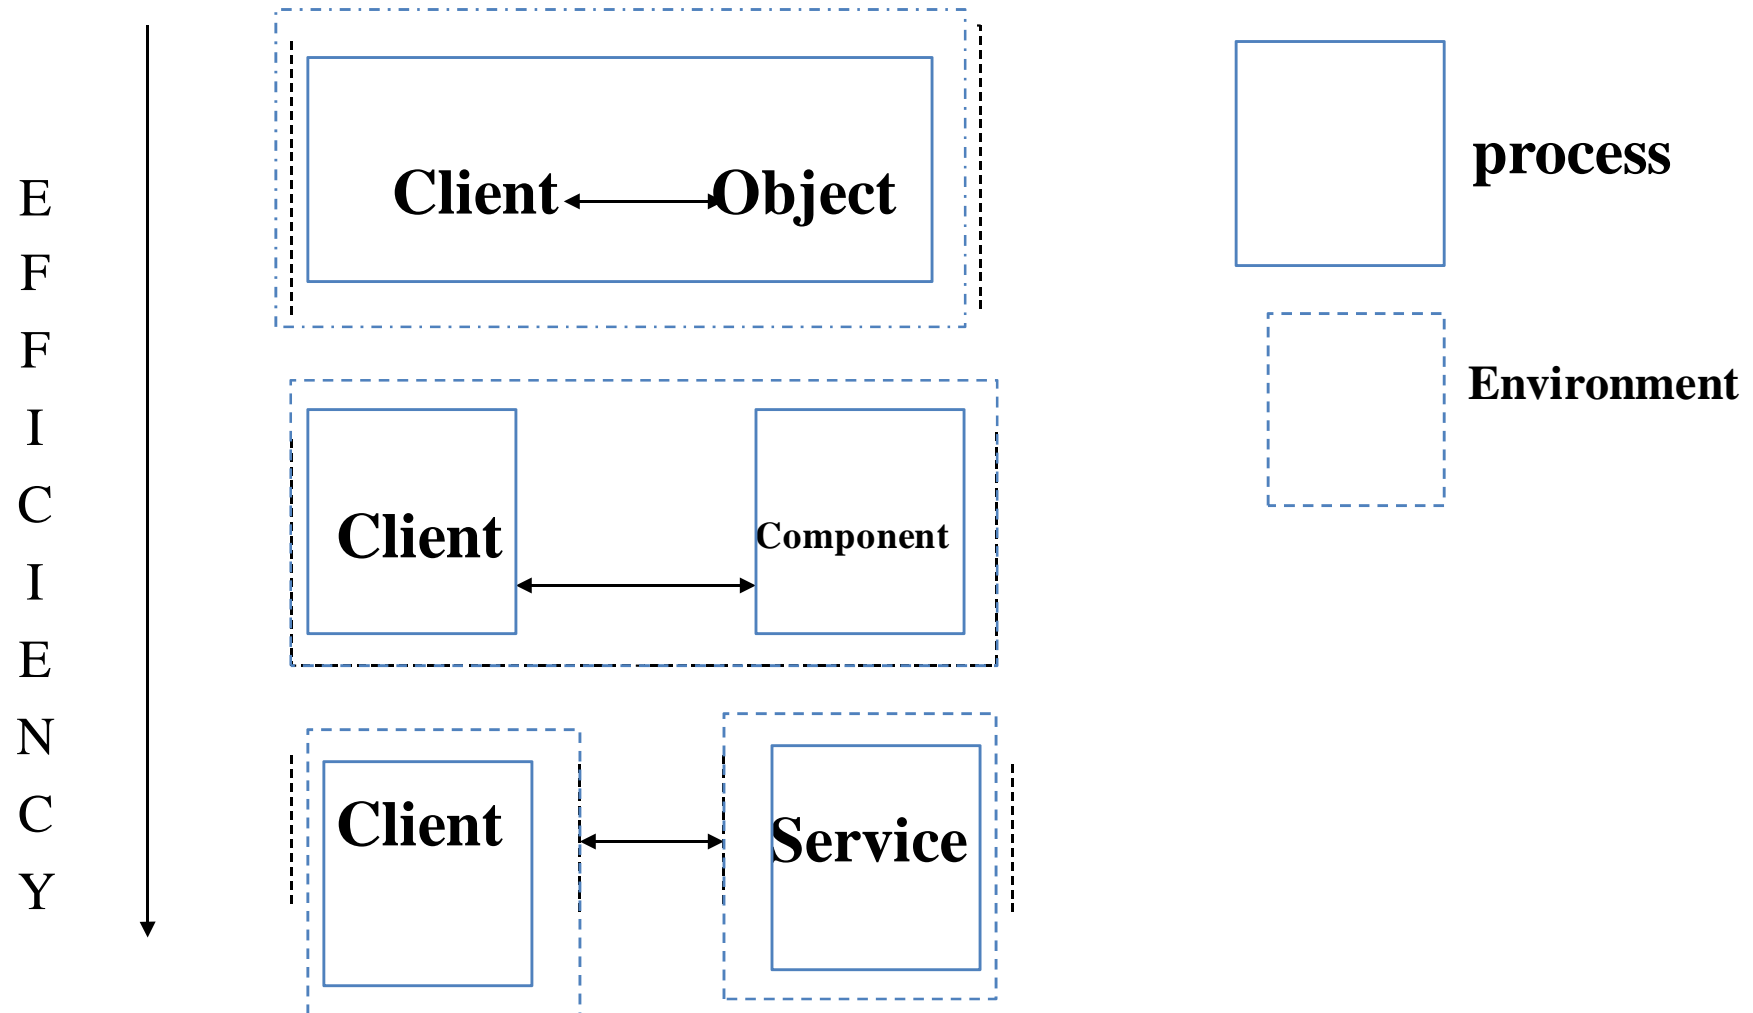 E
F
F
I
C
I
E
N
C
Y
Client Object
Client Component
Client Service
process
Environment